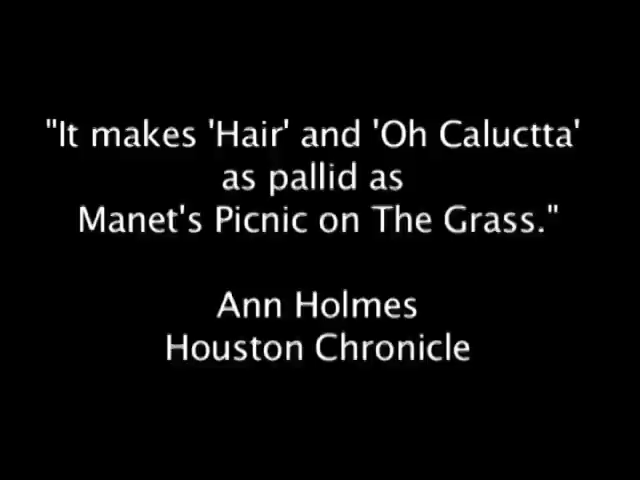 "It makes 'Hair' and 'Oh Caluctta'
as pallid as
Manet's Picnic on The Grass."
Ann Holmes
Houston Chronicle